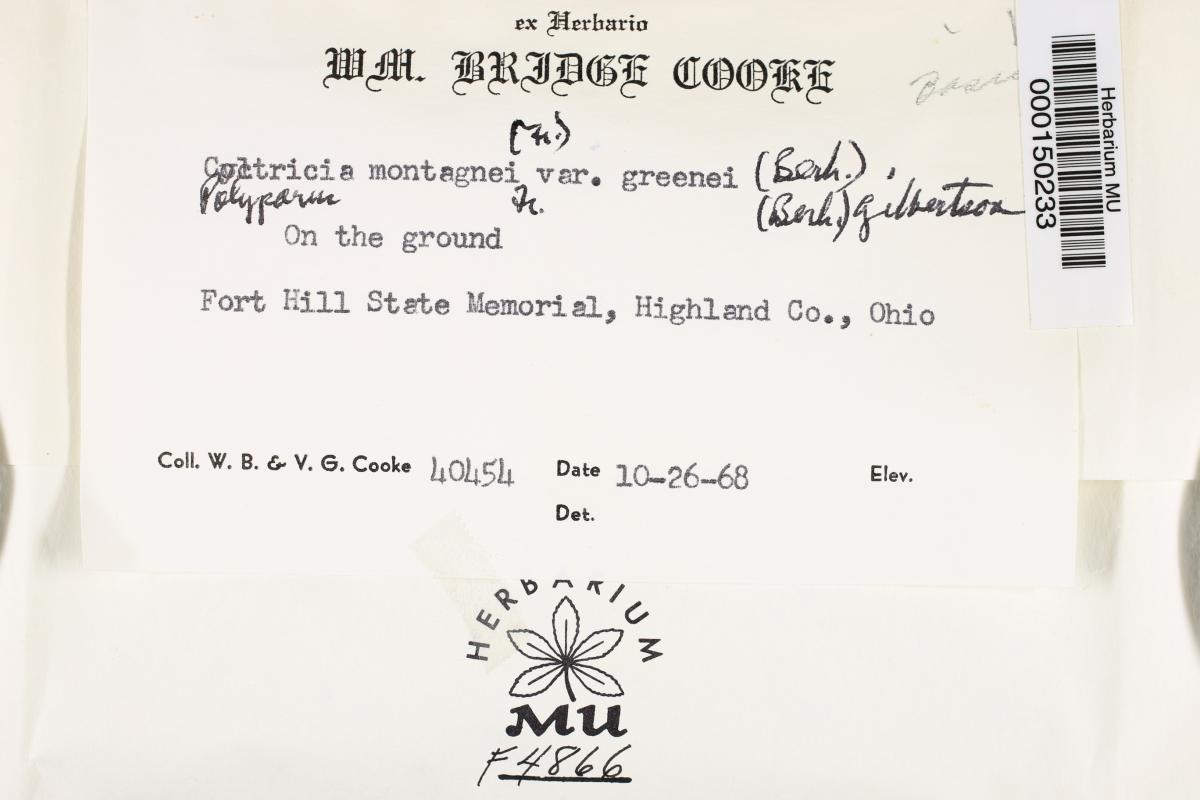 ex Herbario
WM. BRIDGE COOKE
(Fr.)
Coltricia montagnei var. greenei (Berk.),
Polyporus Fr. (Berk.) Gilbertson
On the ground
Fort Hill State Memorial, Highland Co., Ohio
Coll. W. B. & V. G. Cooke 40454 Date 10-26-68 Elev.
Det.
Herbarium MU
000150233
HERBARIUM
MU
F4866